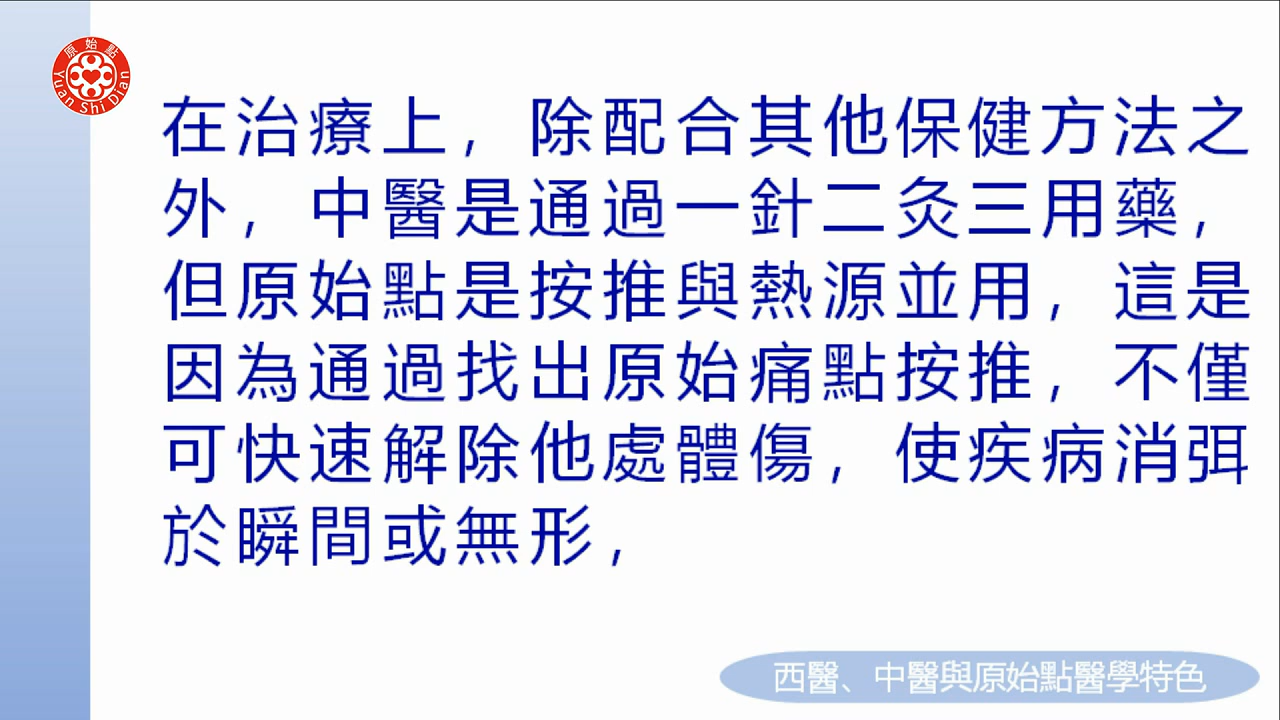 原始點
Yuan Shi Dian
在治療上，除配合其他保健方法之
外，中醫是通過一針二灸三用藥，
但原始點是按推與熱源並用，這是
因為通過找出原始痛點按推，不僅
可快速解除他處體傷，使疾病消弭
於瞬間或無形，
西醫、中醫與原始點醫學特色